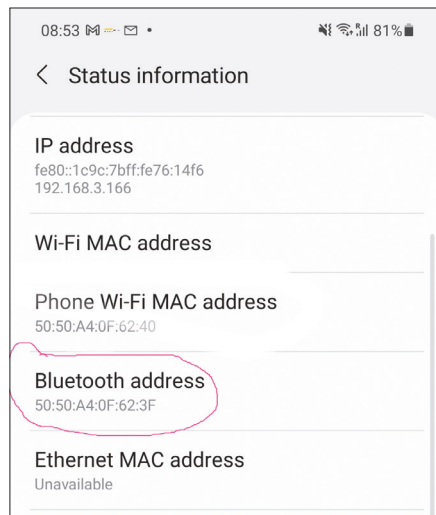 08:53 81%
Status information
IP address
fe80::1c9c:7bff:fe76:14f6
192.168.3.166
Wi-Fi MAC address
Phone Wi-Fi MAC address
50:50:A4:0F:62:40
Bluetooth address
50:50:A4:0F:62:3F
Ethernet MAC address
Unavailable